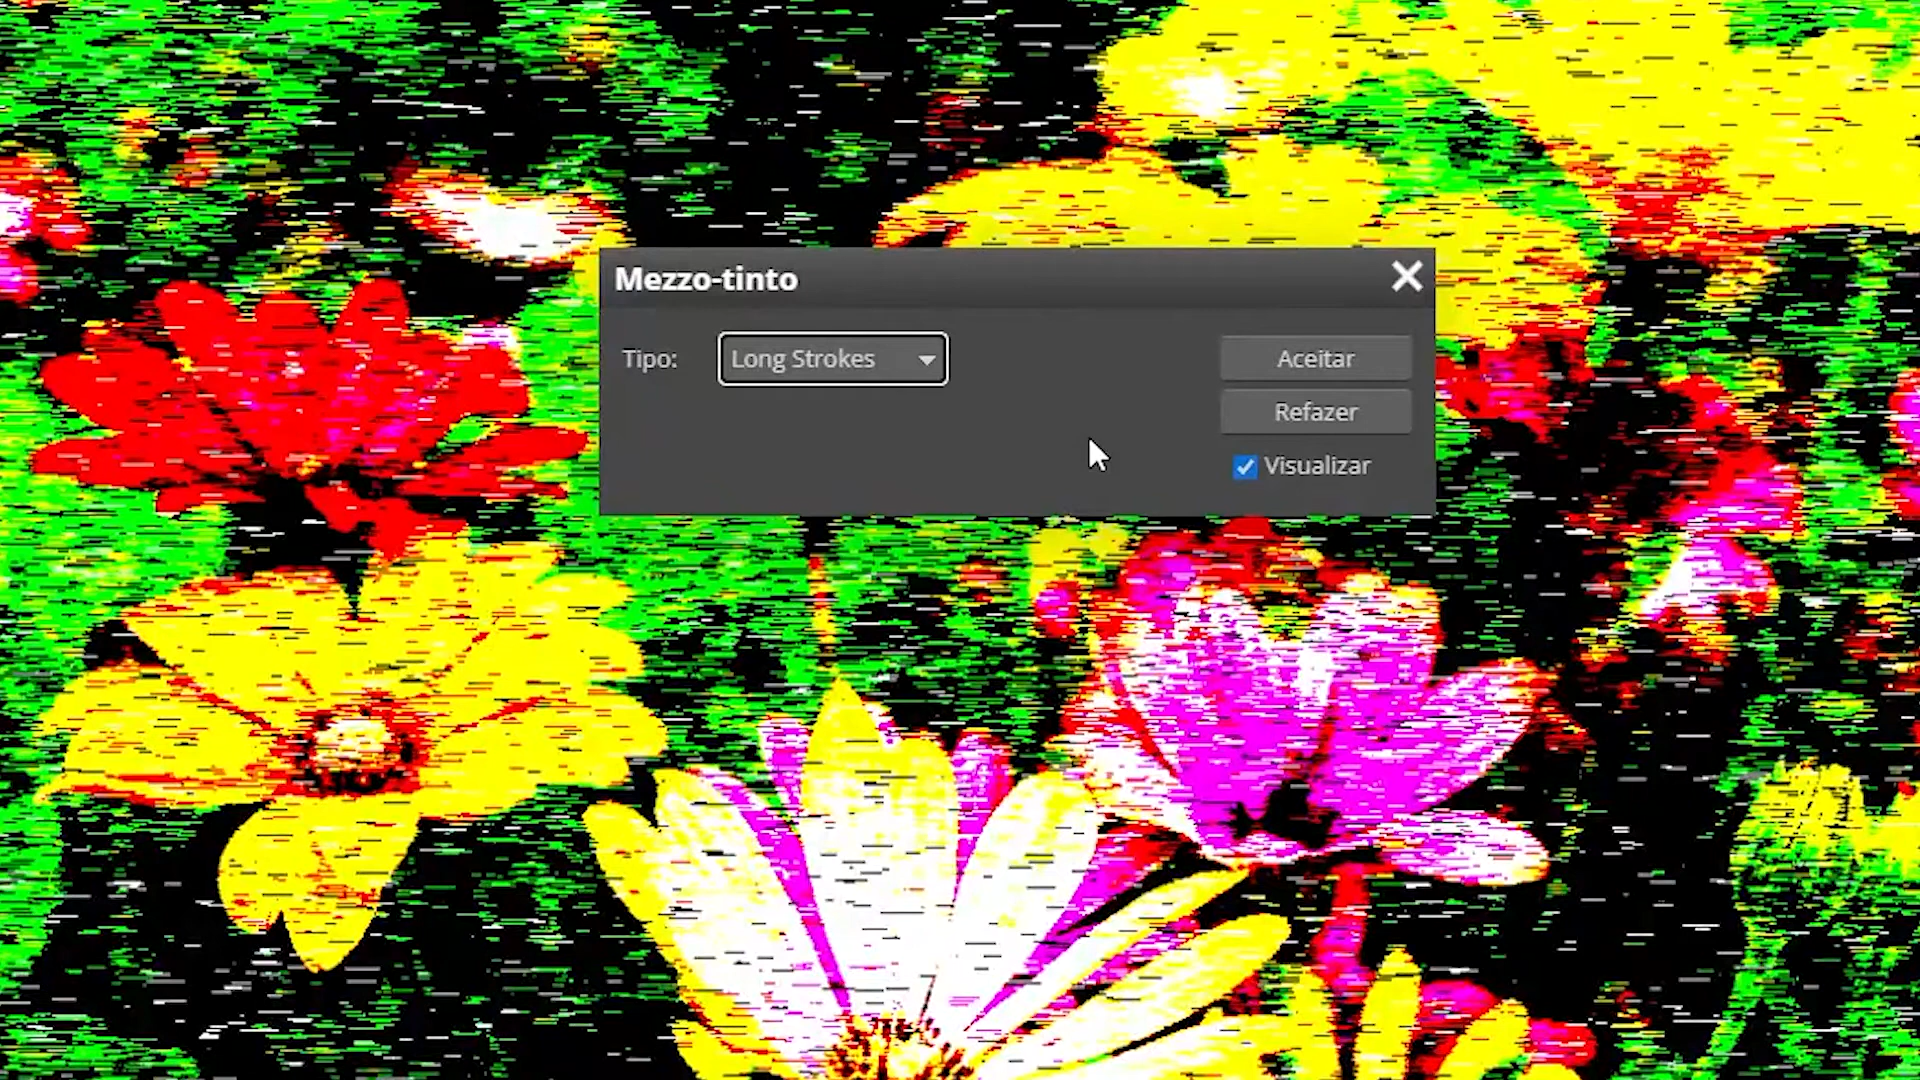 Mezzo-tinto
Tipo:
Long Strokes
Aceitar
Refazer
Visualizar